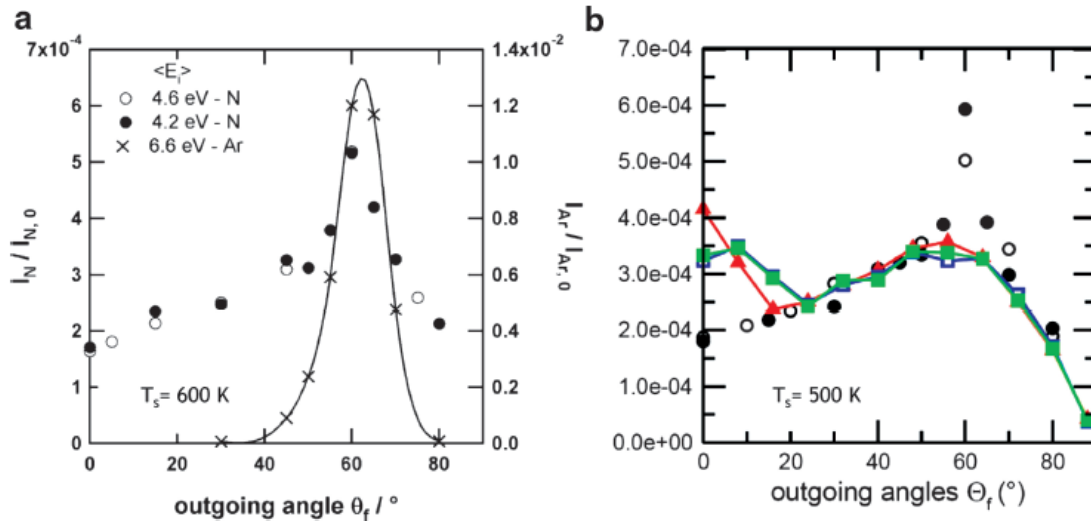 a
7x10⁻⁴
6
5
4
3
2
1
0
<Eᵢ>
4.6 eV - N
4.2 eV - N
6.6 eV - Ar
Tₛ= 600 K
1.4x10⁻²
1.2
1.0
0.8
0.6
0.4
0.2
0.0
I_N / I_N, 0
I_Ar / I_Ar, 0
0 20 40 60 80
outgoing angle θ_f / °
b
7.0e-04
6.0e-04
5.0e-04
4.0e-04
3.0e-04
2.0e-04
1.0e-04
0.0e+00
Tₛ= 500 K
0 20 40 60 80
outgoing angles Θ_f (°)